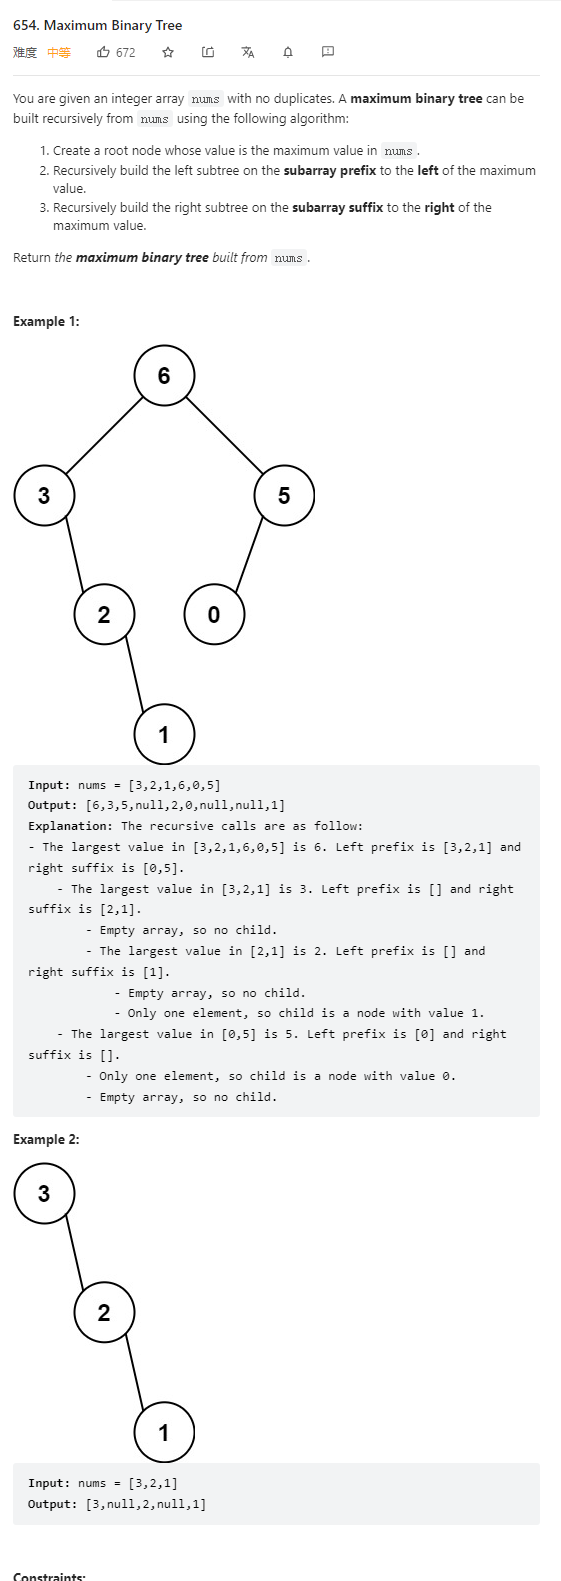 654. Maximum Binary Tree
难度 中等 672
You are given an integer array nums with no duplicates. A maximum binary tree can be
built recursively from nums using the following algorithm:
1. Create a root node whose value is the maximum value in nums .
2. Recursively build the left subtree on the subarray prefix to the left of the maximum
value.
3. Recursively build the right subtree on the subarray suffix to the right of the
maximum value.
Return the maximum binary tree built from nums .
Example 1:
6
3 5
2 0
1
Input: nums = [3,2,1,6,0,5]
Output: [6,3,5,null,2,0,null,null,1]
Explanation: The recursive calls are as follow:
- The largest value in [3,2,1,6,0,5] is 6. Left prefix is [3,2,1] and
right suffix is [0,5].
- The largest value in [3,2,1] is 3. Left prefix is [] and right
suffix is [2,1].
- Empty array, so no child.
- The largest value in [2,1] is 2. Left prefix is [] and
right suffix is [1].
- Empty array, so no child.
- Only one element, so child is a node with value 1.
- The largest value in [0,5] is 5. Left prefix is [0] and right
suffix is [].
- Only one element, so child is a node with value 0.
- Empty array, so no child.
Example 2:
3
2
1
Input: nums = [3,2,1]
Output: [3,null,2,null,1]
Constraints: